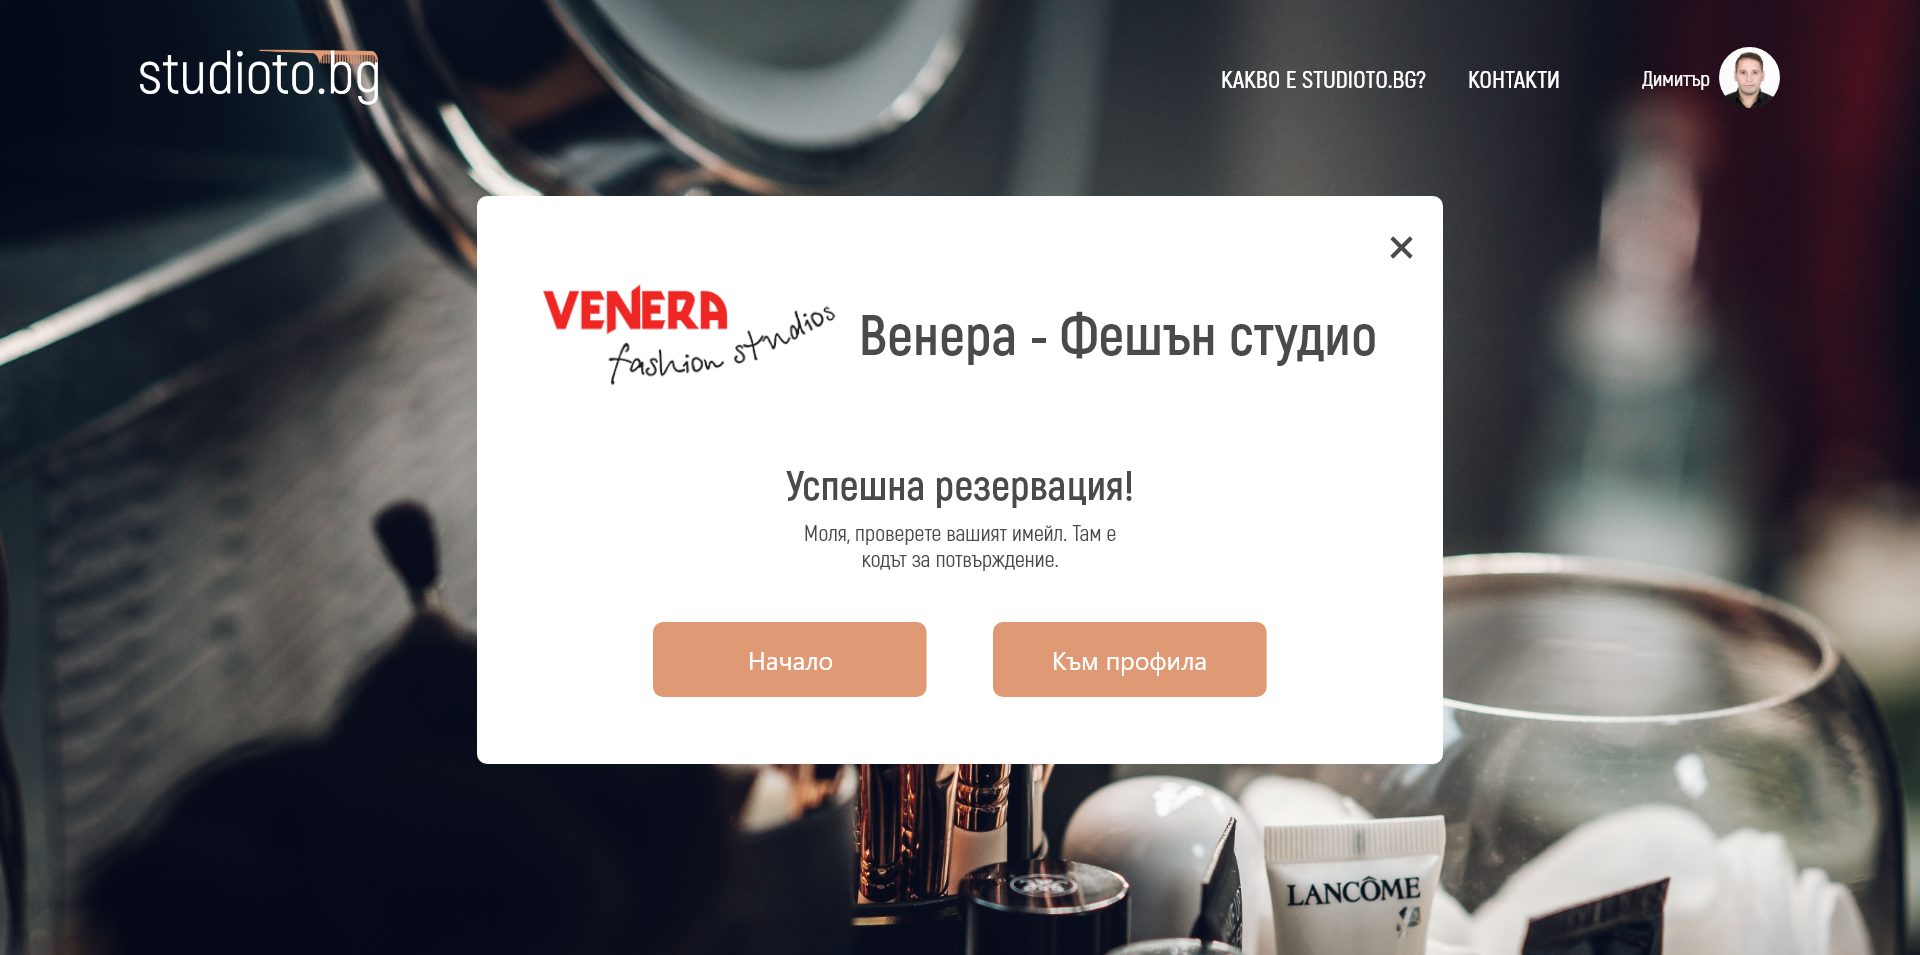 studioto.bg
КАКВО Е STUDIOTO.BG?
КОНТАКТИ
Димитър
VENERA
fashion studios
Венера - Фешън студио
Успешна резервация!
Моля, проверете вашият имейл. Там е
кодът за потвърждение.
Начало
Към профила
LANCÔME